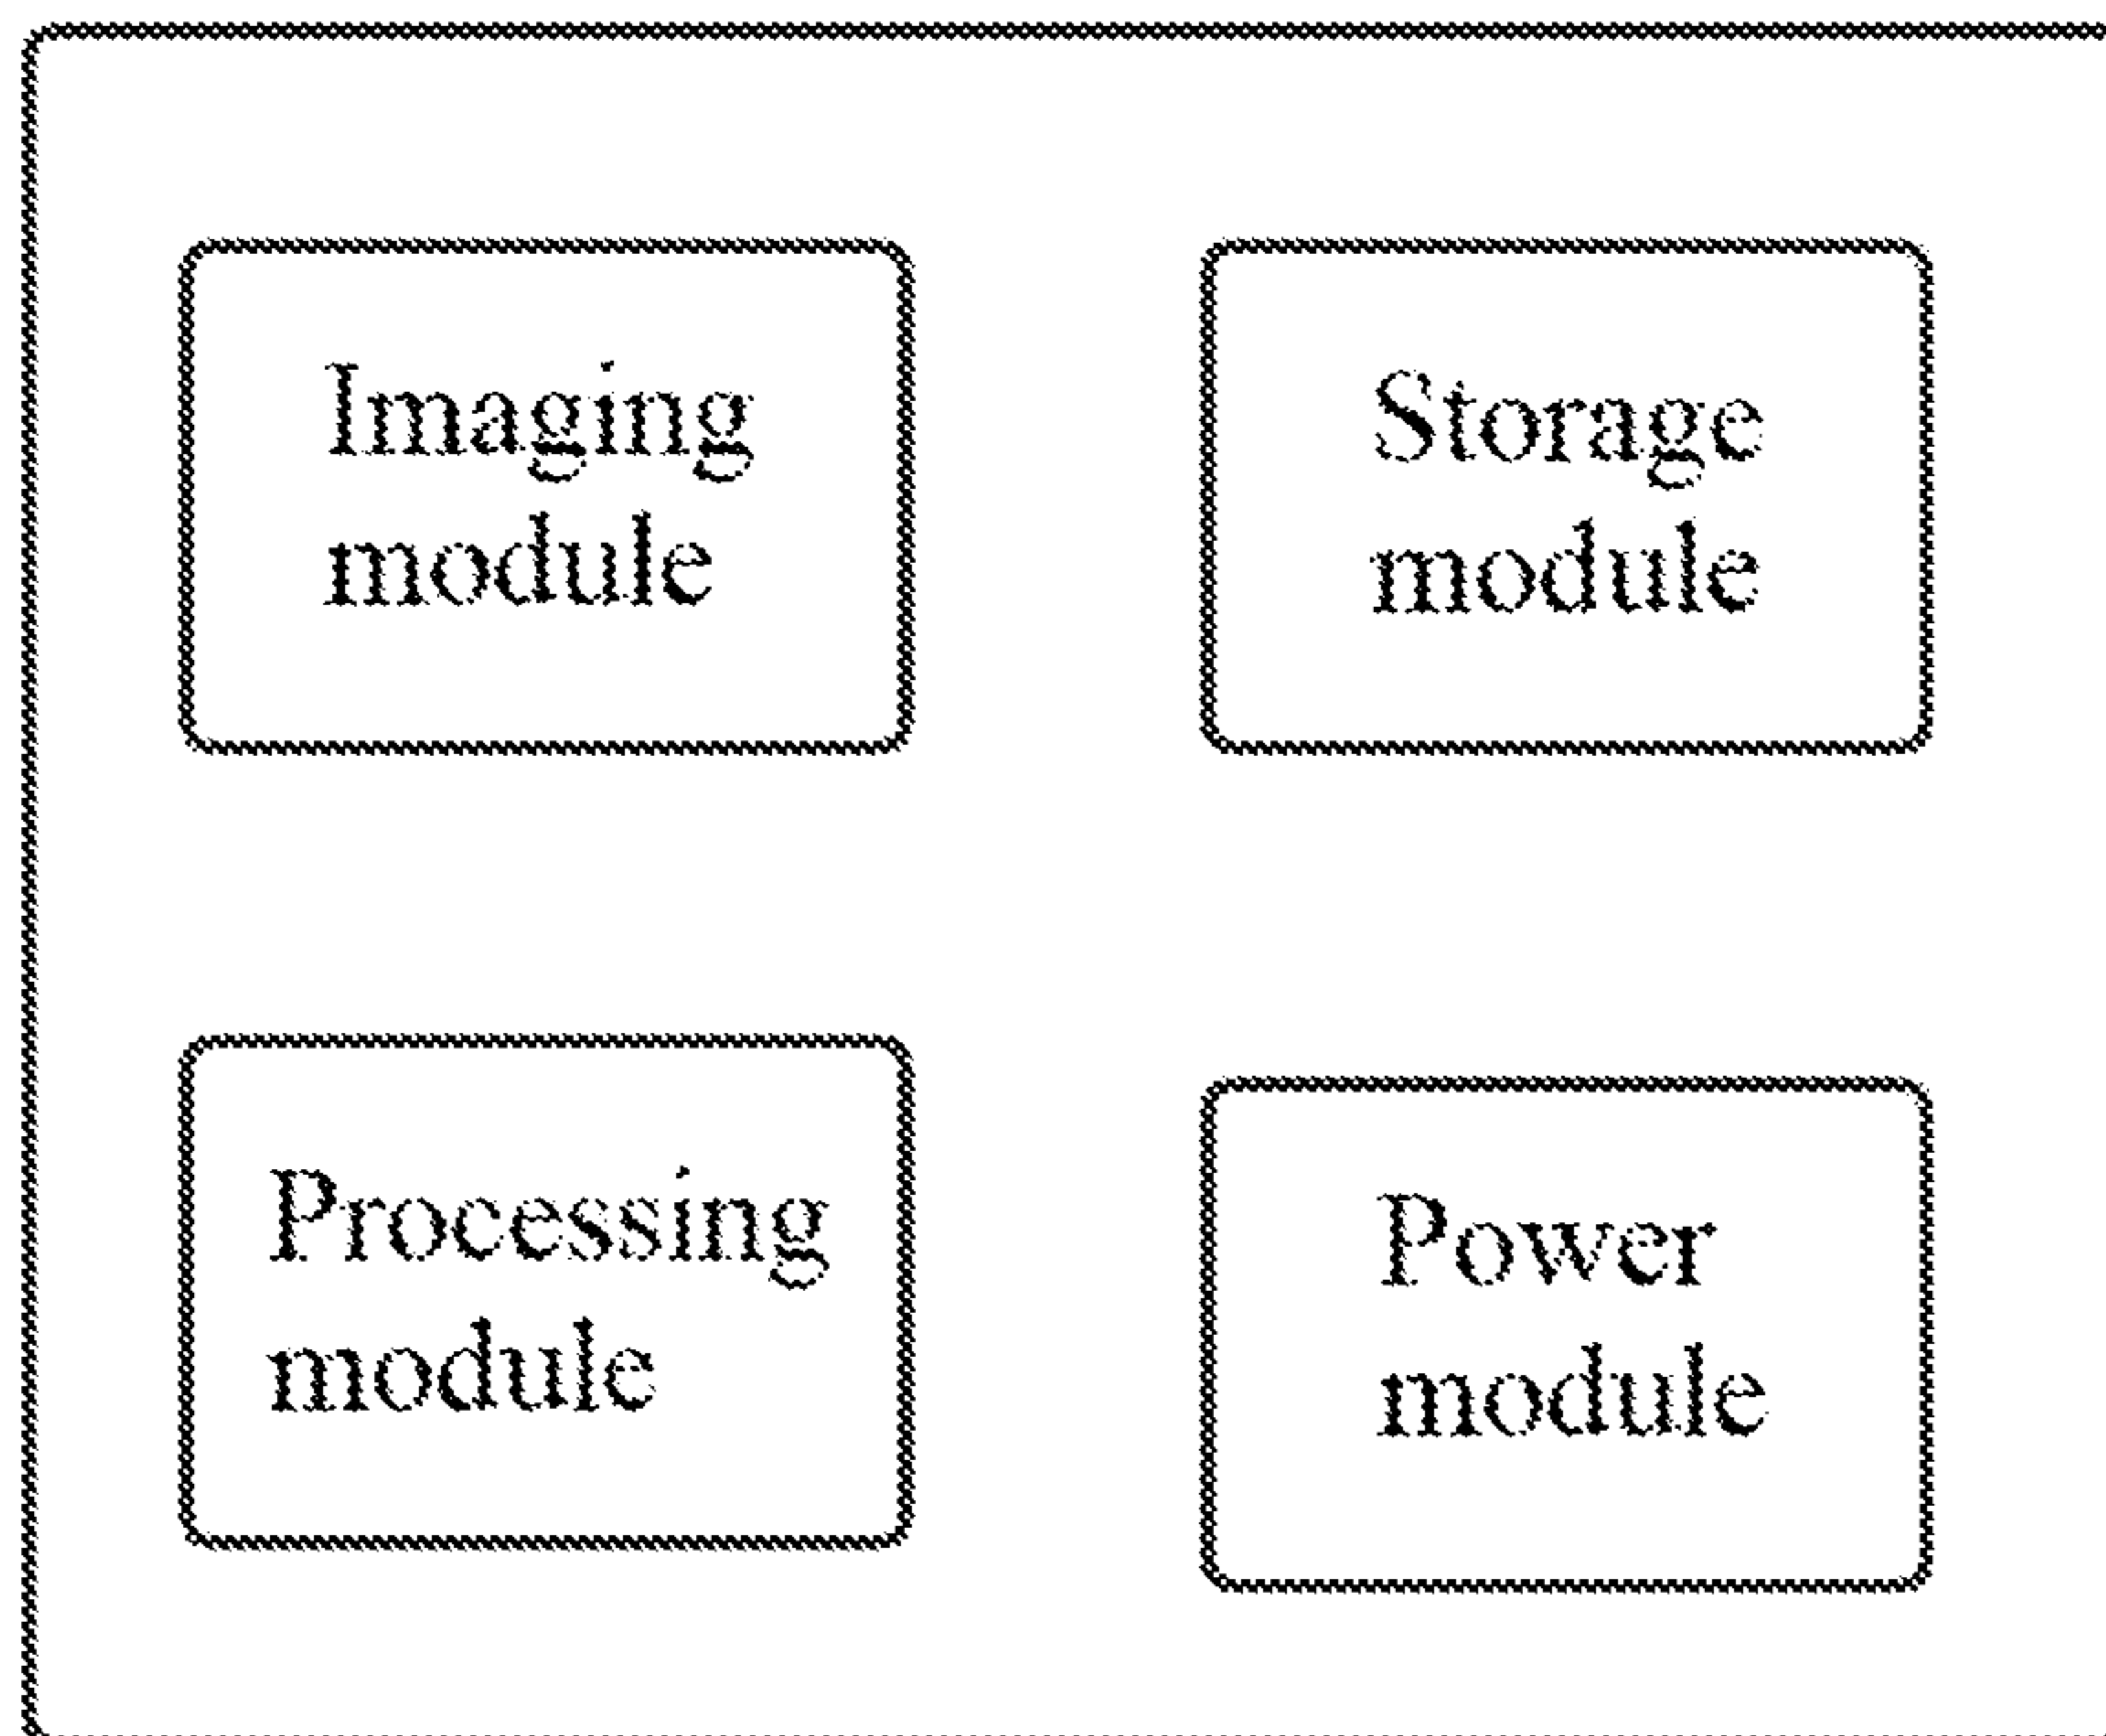 Imaging
module
Storage
module
Processing
module
Power
module